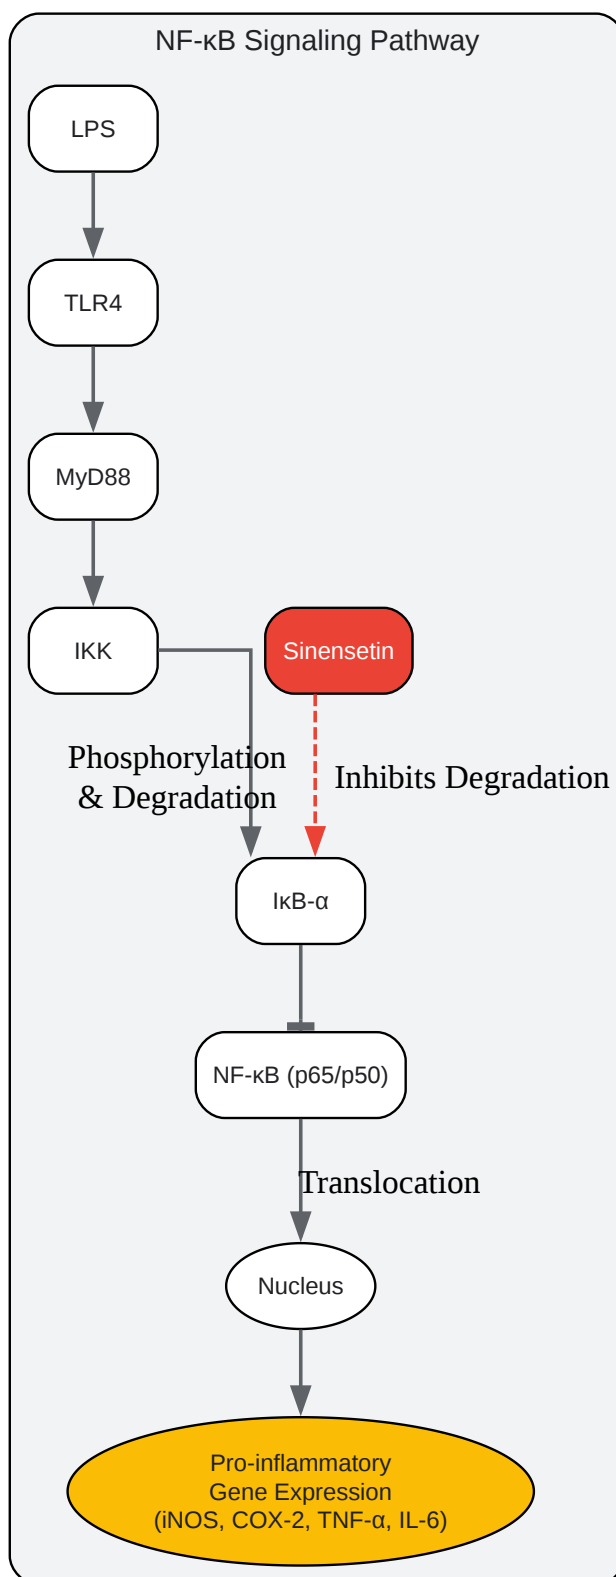 NF-κB Signaling Pathway
LPS
TLR4
MyD88
IKK
Sinensetin
Phosphorylation
& Degradation
Inhibits Degradation
IκB-α
NF-κB (p65/p50)
Translocation
Nucleus
Pro-inflammatory
Gene Expression
(iNOS, COX-2, TNF-α, IL-6)